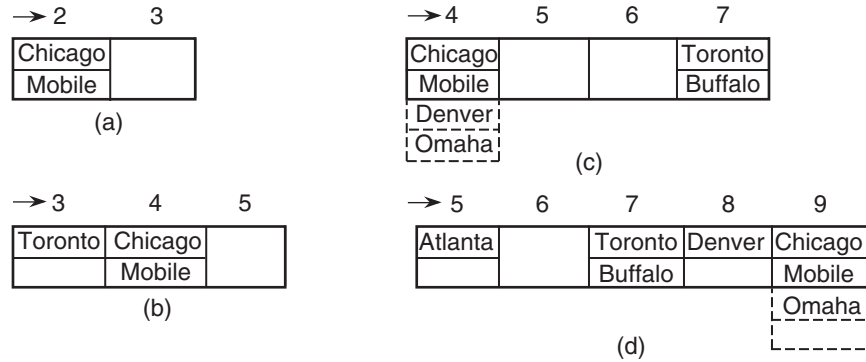 → 2 3
Chicago
Mobile
(a)
→ 3 4 5
Toronto Chicago
Mobile
(b)
→ 4 5 6 7
Chicago Toronto
Mobile Buffalo
Denver
Omaha
(c)
→ 5 6 7 8 9
Atlanta Toronto Denver Chicago
Buffalo Mobile
Omaha
(d)